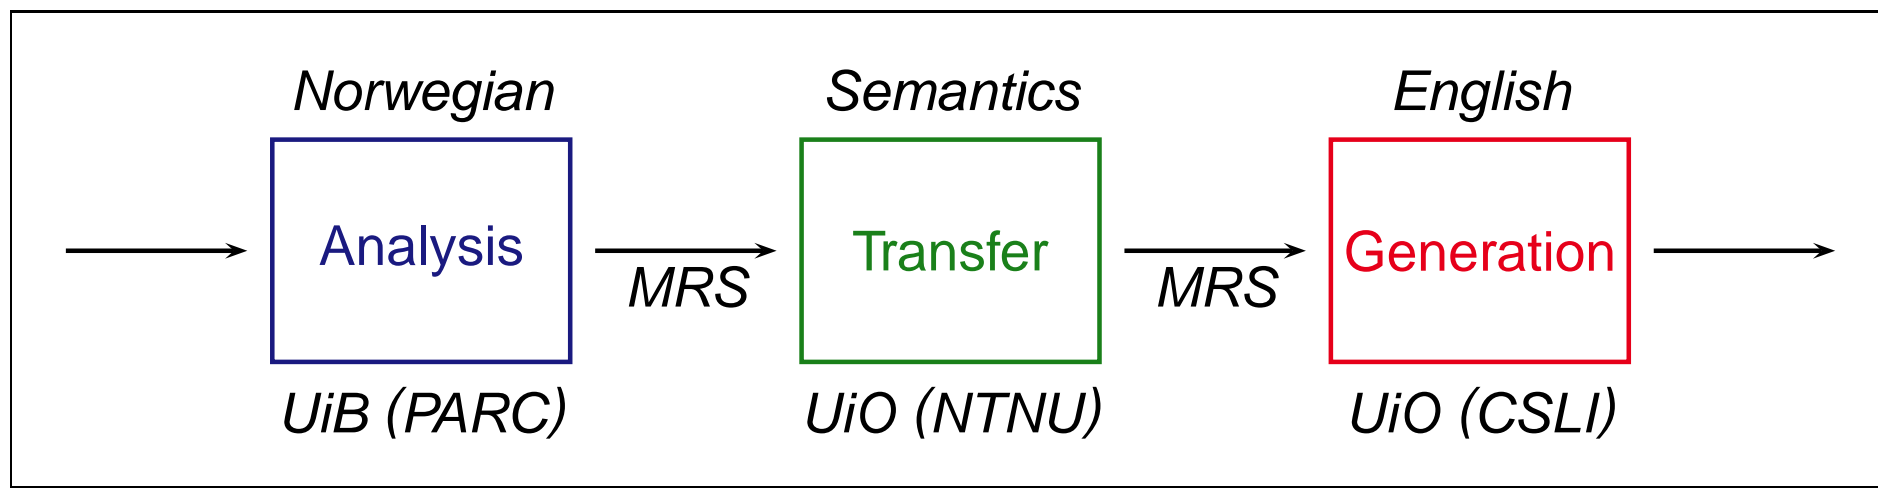 Norwegian Semantics English
Analysis Transfer Generation
MRS MRS
UiB (PARC) UiO (NTNU) UiO (CSLI)